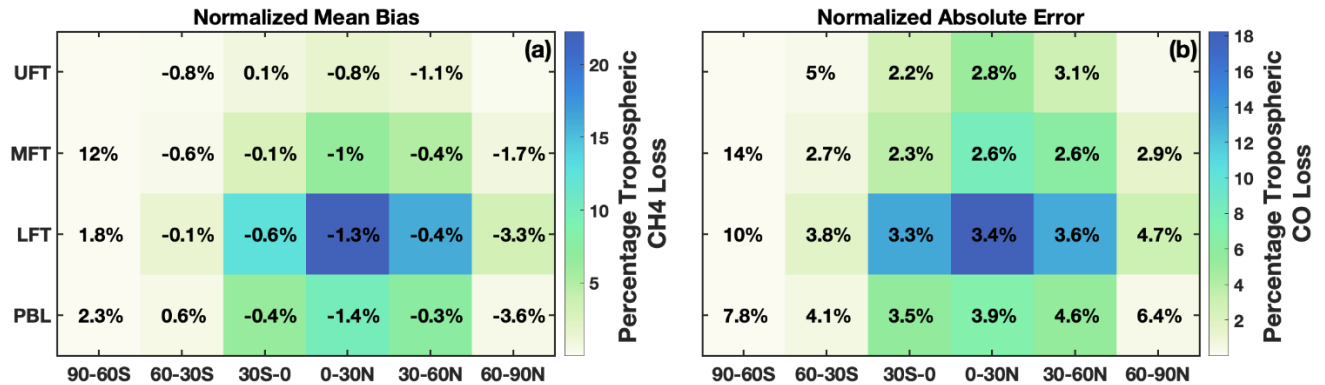 Normalized Mean Bias
(a)
UFT -0.8% 0.1% -0.8% -1.1%
MFT 12% -0.6% -0.1% -1% -0.4% -1.7%
LFT 1.8% -0.1% -0.6% -1.3% -0.4% -3.3%
PBL 2.3% 0.6% -0.4% -1.4% -0.3% -3.6%
90-60S 60-30S 30S-0 0-30N 30-60N 60-90N
20
15
10
5
Percentage Tropospheric
CH4 Loss
Normalized Absolute Error
(b)
5% 2.2% 2.8% 3.1%
14% 2.7% 2.3% 2.6% 2.6% 2.9%
10% 3.8% 3.3% 3.4% 3.6% 4.7%
7.8% 4.1% 3.5% 3.9% 4.6% 6.4%
90-60S 60-30S 30S-0 0-30N 30-60N 60-90N
18
16
14
12
10
8
6
4
2
Percentage Tropospheric
CO Loss